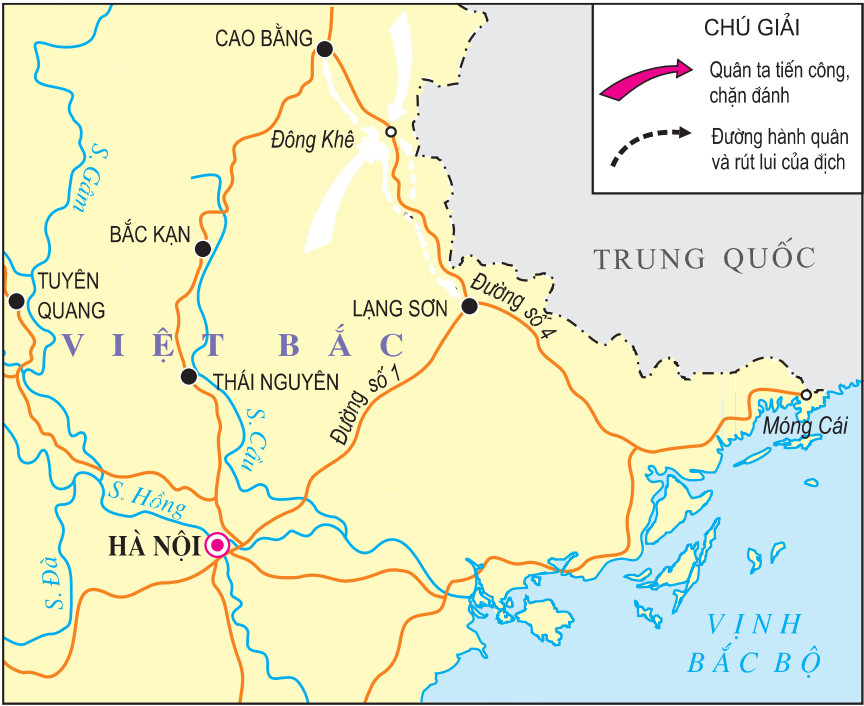 CHÚ GIẢI
Quân ta tiến công,
chặn đánh
Đường hành quân
và rút lui của địch
CAO BẰNG
Đông Khê
S. Gâm
BẮC KẠN
TUYÊN
QUANG
TRUNG QUỐC
LẠNG SƠN
Đường số 4
VIỆT BẮC
THÁI NGUYÊN
Đường số 1
Móng Cái
S. Cầu
S. Hồng
HÀ NỘI
S. Đà
VỊNH
BẮC BỘ